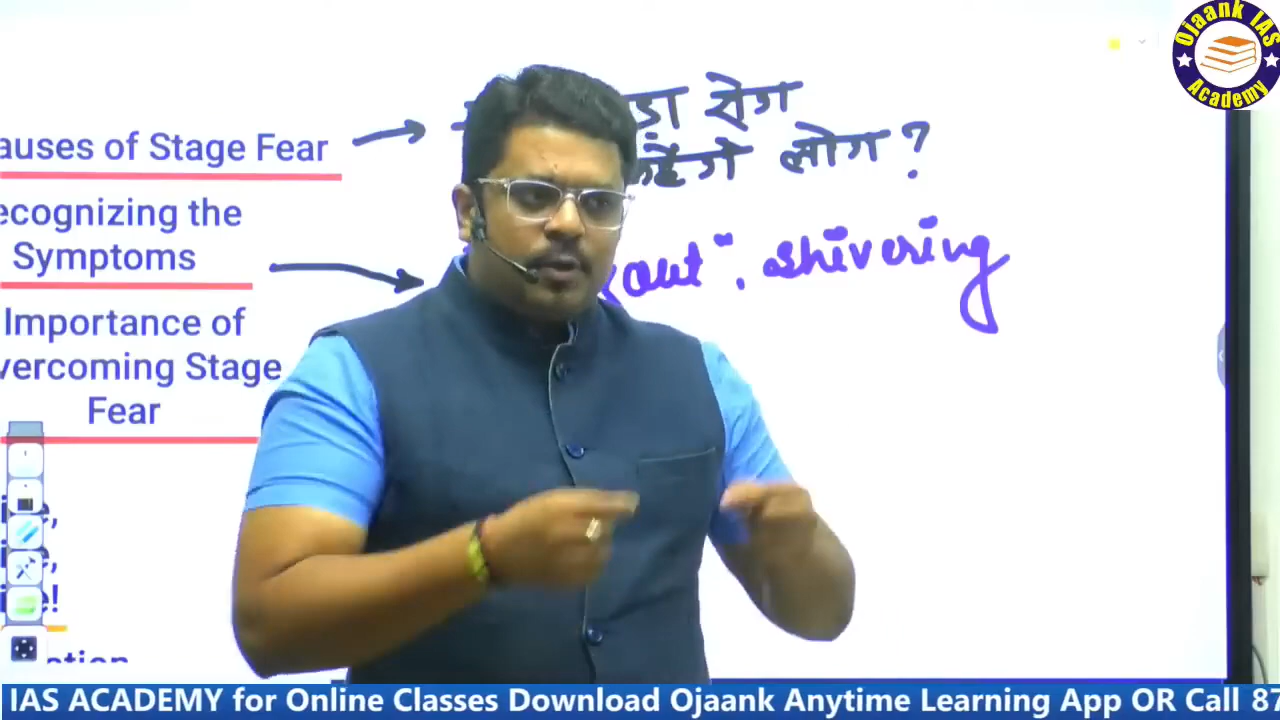 Ojaank IAS
Academy
auses of Stage Fear
रोग
लोग ?
ecognizing the
Symptoms
out", shivering
Importance of
vercoming Stage
Fear
IAS ACADEMY for Online Classes Download Ojaank Anytime Learning App OR Call 87